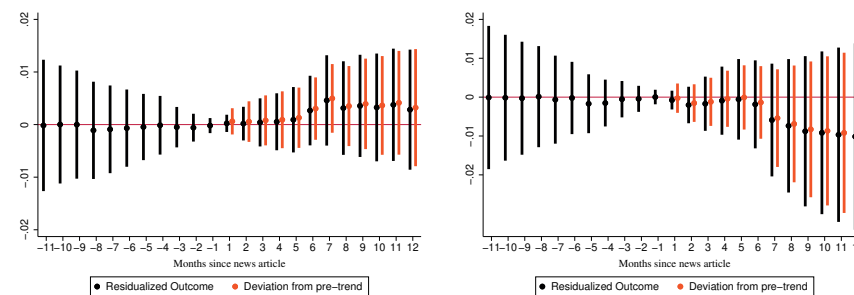 .02
.01
0
−.01
−.02
−11 −10 −9 −8 −7 −6 −5 −4 −3 −2 −1 1 2 3 4 5 6 7 8 9 10 11 12
Months since news article
Residualized Outcome Deviation from pre−trend
.02
.01
0
−.01
−.02
−11 −10 −9 −8 −7 −6 −5 −4 −3 −2 −1 1 2 3 4 5 6 7 8 9 10 11
Months since news article
Residualized Outcome Deviation from pre−trend